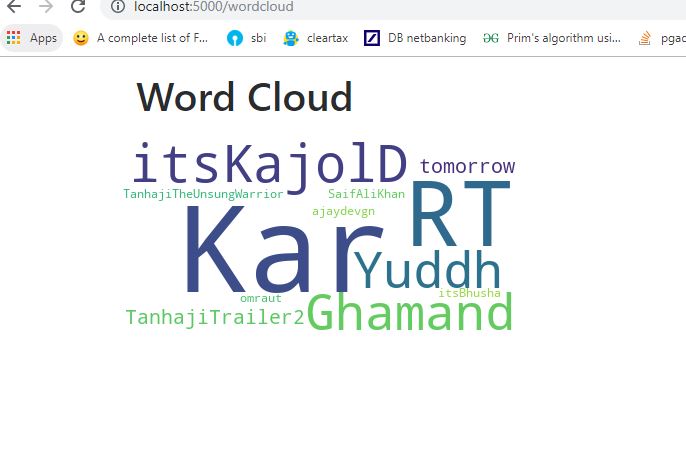 localhost:5000/wordcloud
Apps A complete list of F... sbi cleartax DB netbanking Prim's algorithm usi... pgac
Word Cloud
itsKajolD tomorrow
TanhajiTheUnsungWarrior SaifAliKhan
ajaydevgn RT
Kar Yuddh
omraut itsBhusha
TanhajiTrailer2 Ghamand